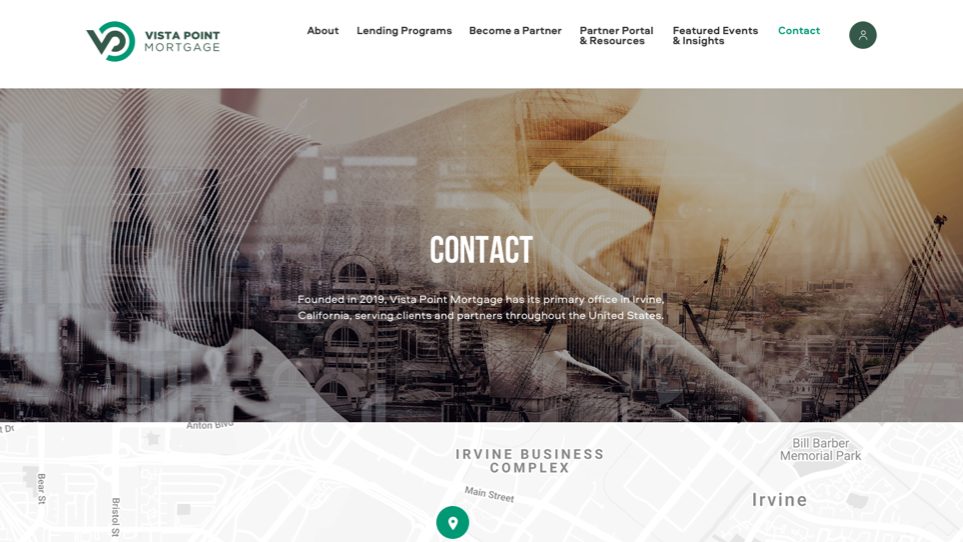 VISTA POINT
MORTGAGE
About
Lending Programs
Become a Partner
Partner Portal
& Resources
Featured Events
& Insights
Contact
CONTACT
Founded in 2019, Vista Point Mortgage has its primary office in Irvine,
California, serving clients and partners throughout the United States.
Anton Blvd
IRVINE BUSINESS
COMPLEX
Bill Barber
Memorial Park
Main Street
Irvine
Bear St
Bristol St